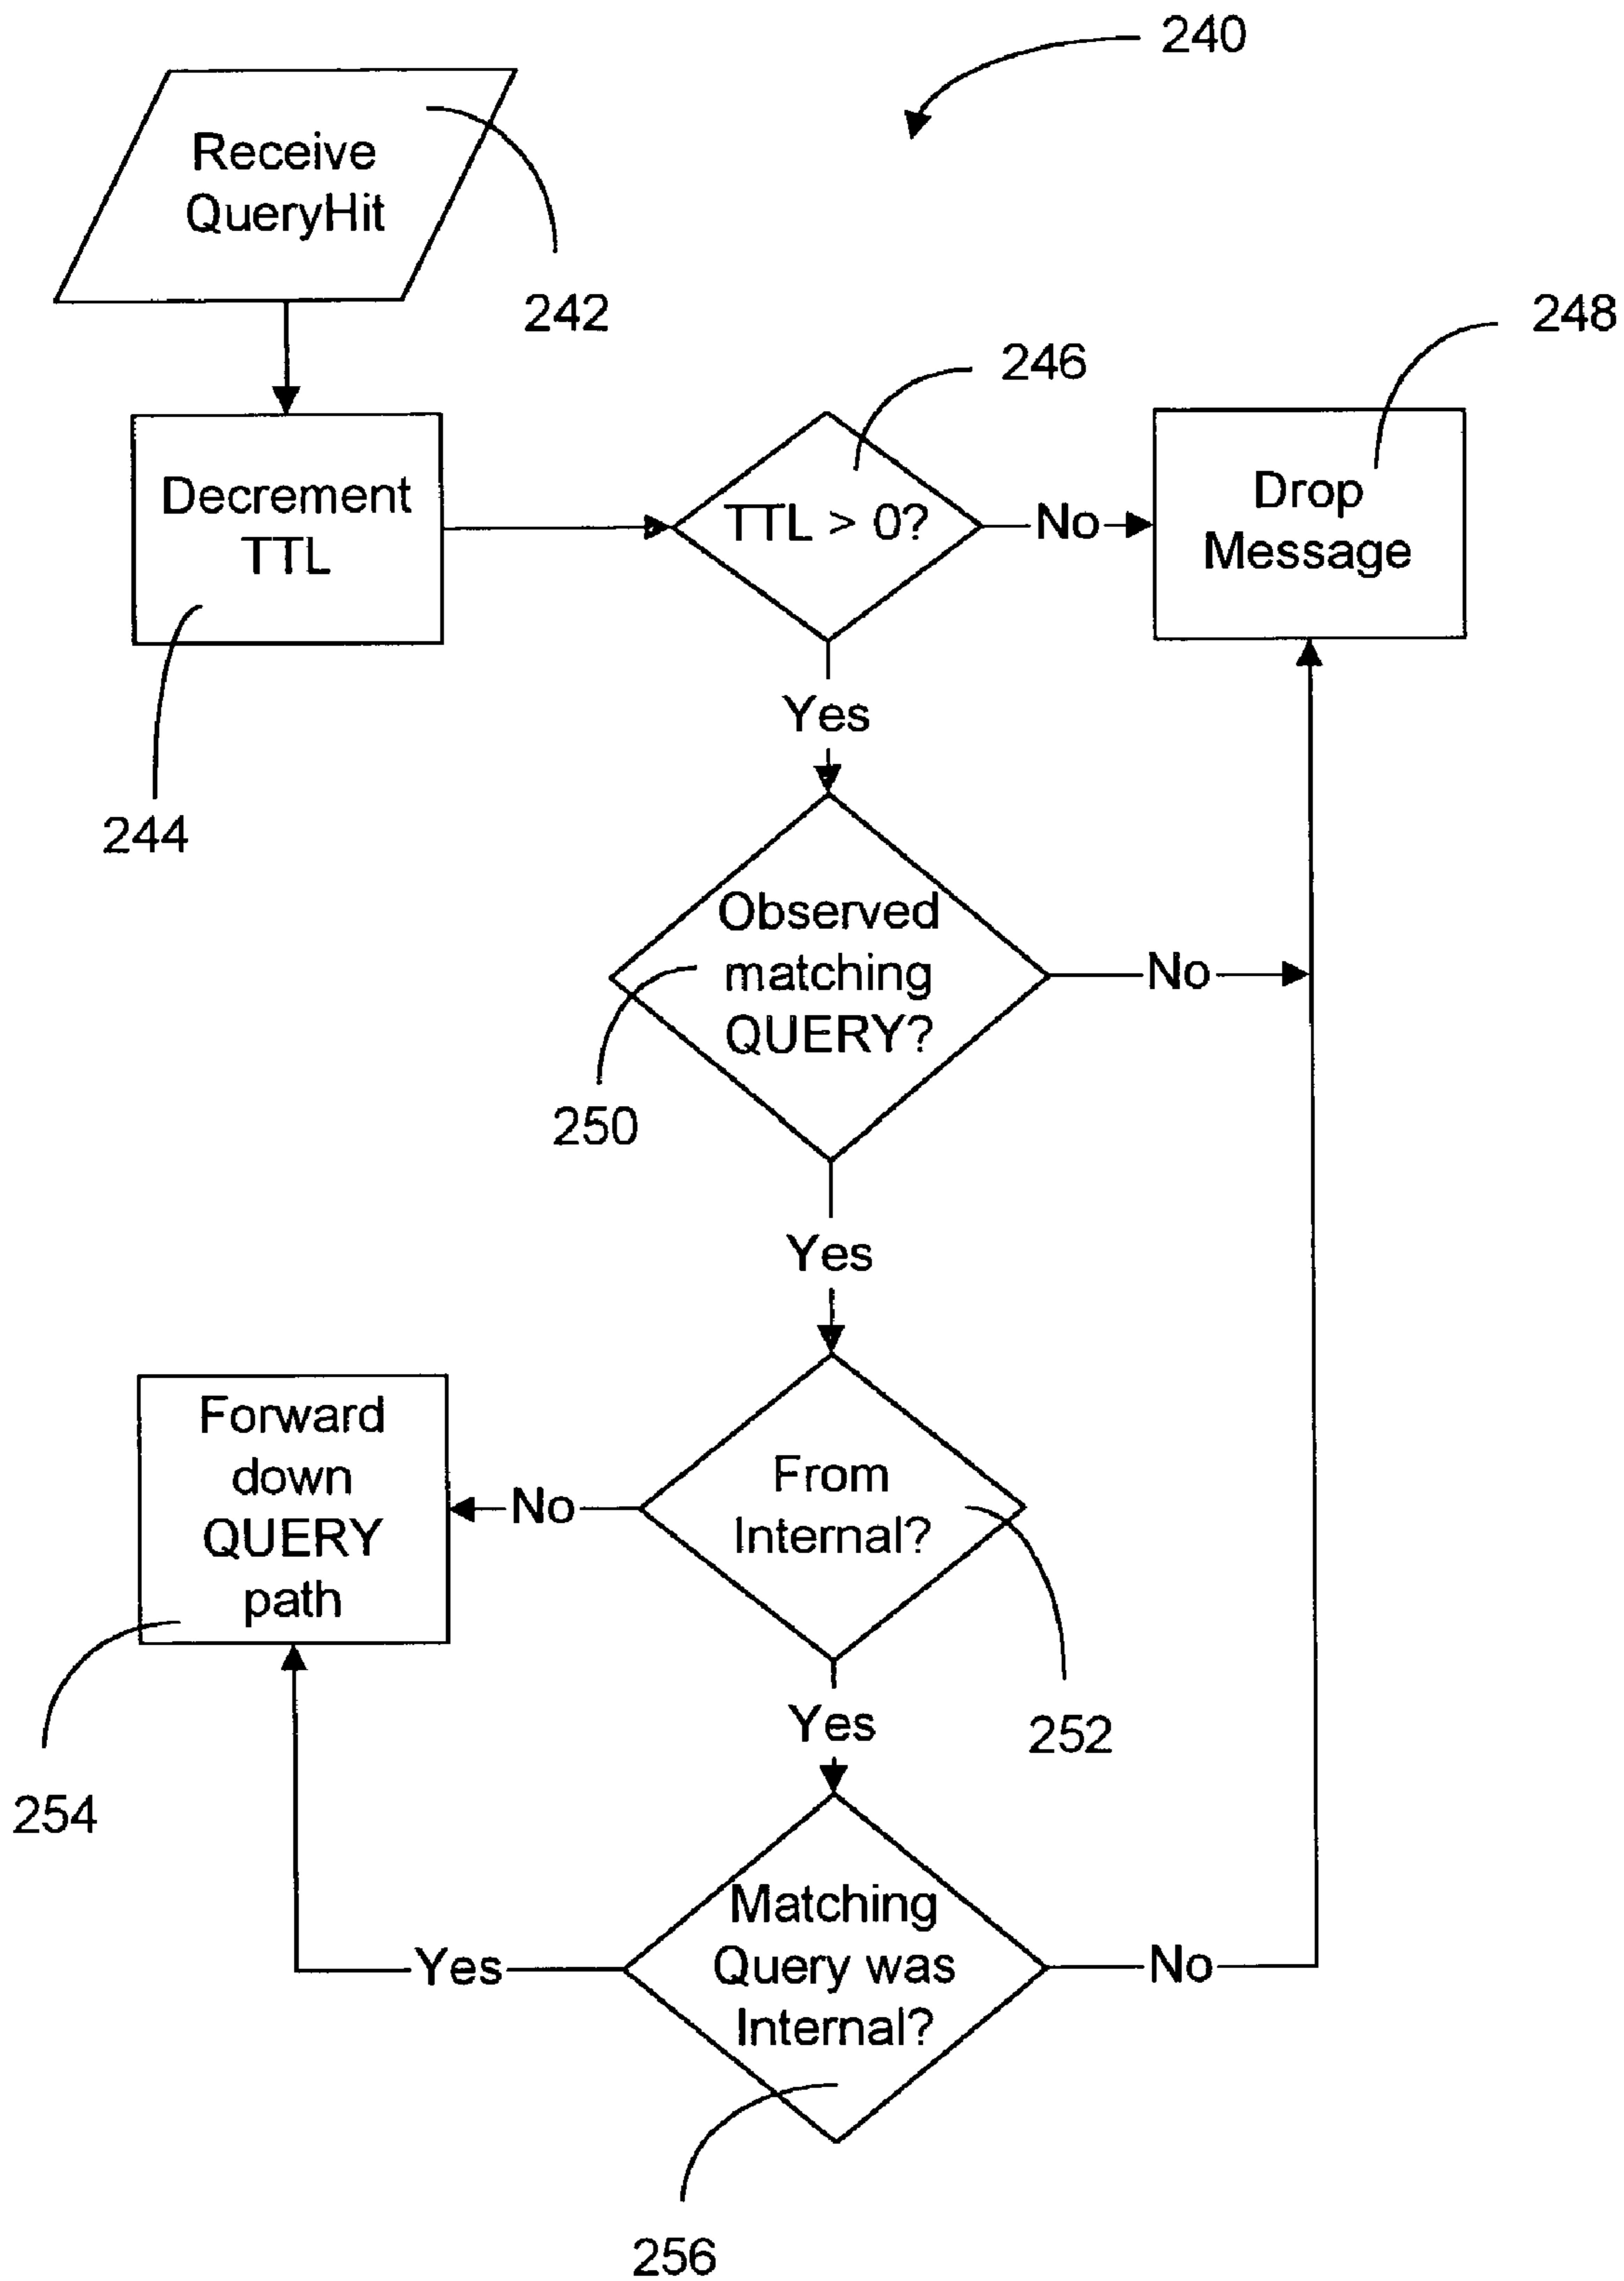 240
Receive
QueryHit
242
248
246
Decrement
TTL
TTL > 0?
No
Drop
Message
Yes
244
Observed
matching
QUERY?
No
250
Yes
Forward
down
QUERY
path
No
From
Internal?
Yes
252
254
Matching
Query was
Internal?
Yes
No
256